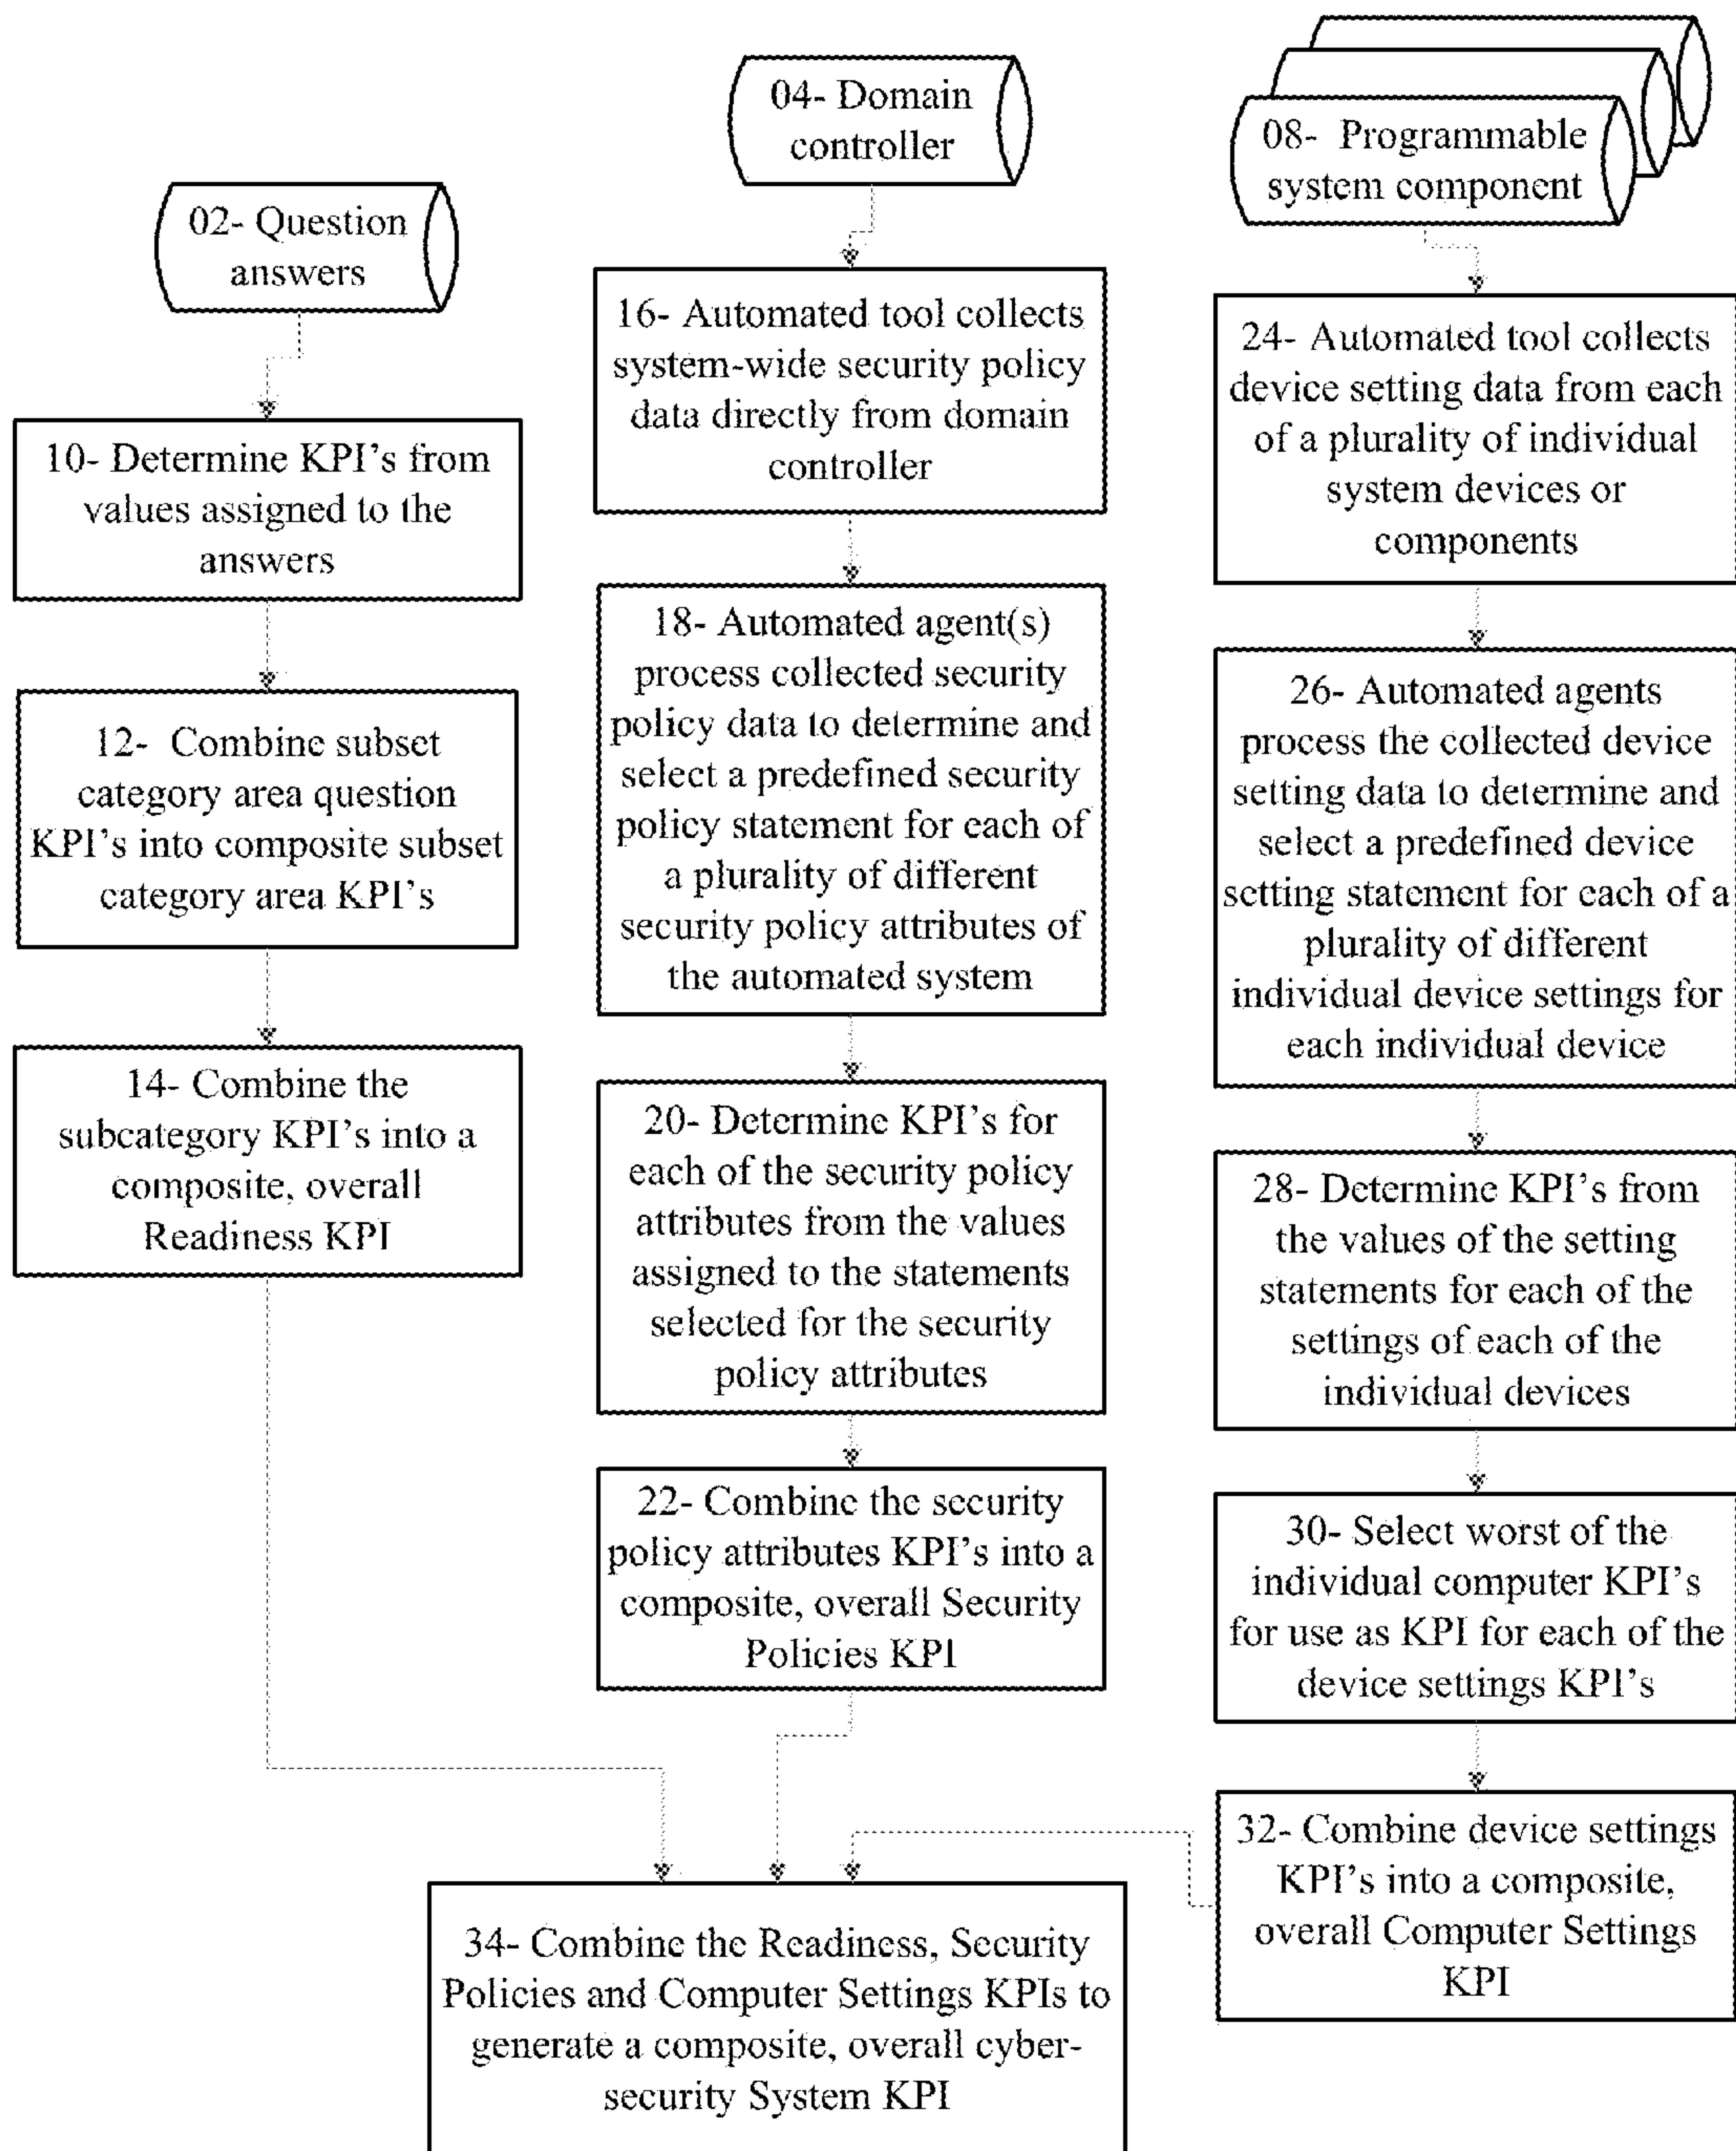 02- Question
answers
10- Determine KPI's from
values assigned to the
answers
12- Combine subset
category area question
KPI's into composite subset
category area KPI's
14- Combine the
subcategory KPI's into a
composite, overall
Readiness KPI
04- Domain
controller
16- Automated tool collects
system-wide security policy
data directly from domain
controller
18- Automated agent(s)
process collected security
policy data to determine and
select a predefined security
policy statement for each of
a plurality of different
security policy attributes of
the automated system
20- Determine KPI's for
each of the security policy
attributes from the values
assigned to the statements
selected for the security
policy attributes
22- Combine the security
policy attributes KPI's into a
composite, overall Security
Policies KPI
08- Programmable
system component
24- Automated tool collects
device setting data from each
of a plurality of individual
system devices or
components
26- Automated agents
process the collected device
setting data to determine and
select a predefined device
setting statement for each of a
plurality of different
individual device settings for
each individual device
28- Determine KPI's from
the values of the setting
statements for each of the
settings of each of the
individual devices
30- Select worst of the
individual computer KPI's
for use as KPI for each of the
device settings KPI's
32- Combine device settings
KPI's into a composite,
overall Computer Settings
KPI
34- Combine the Readiness, Security
Policies and Computer Settings KPIs to
generate a composite, overall cyber-
security System KPI